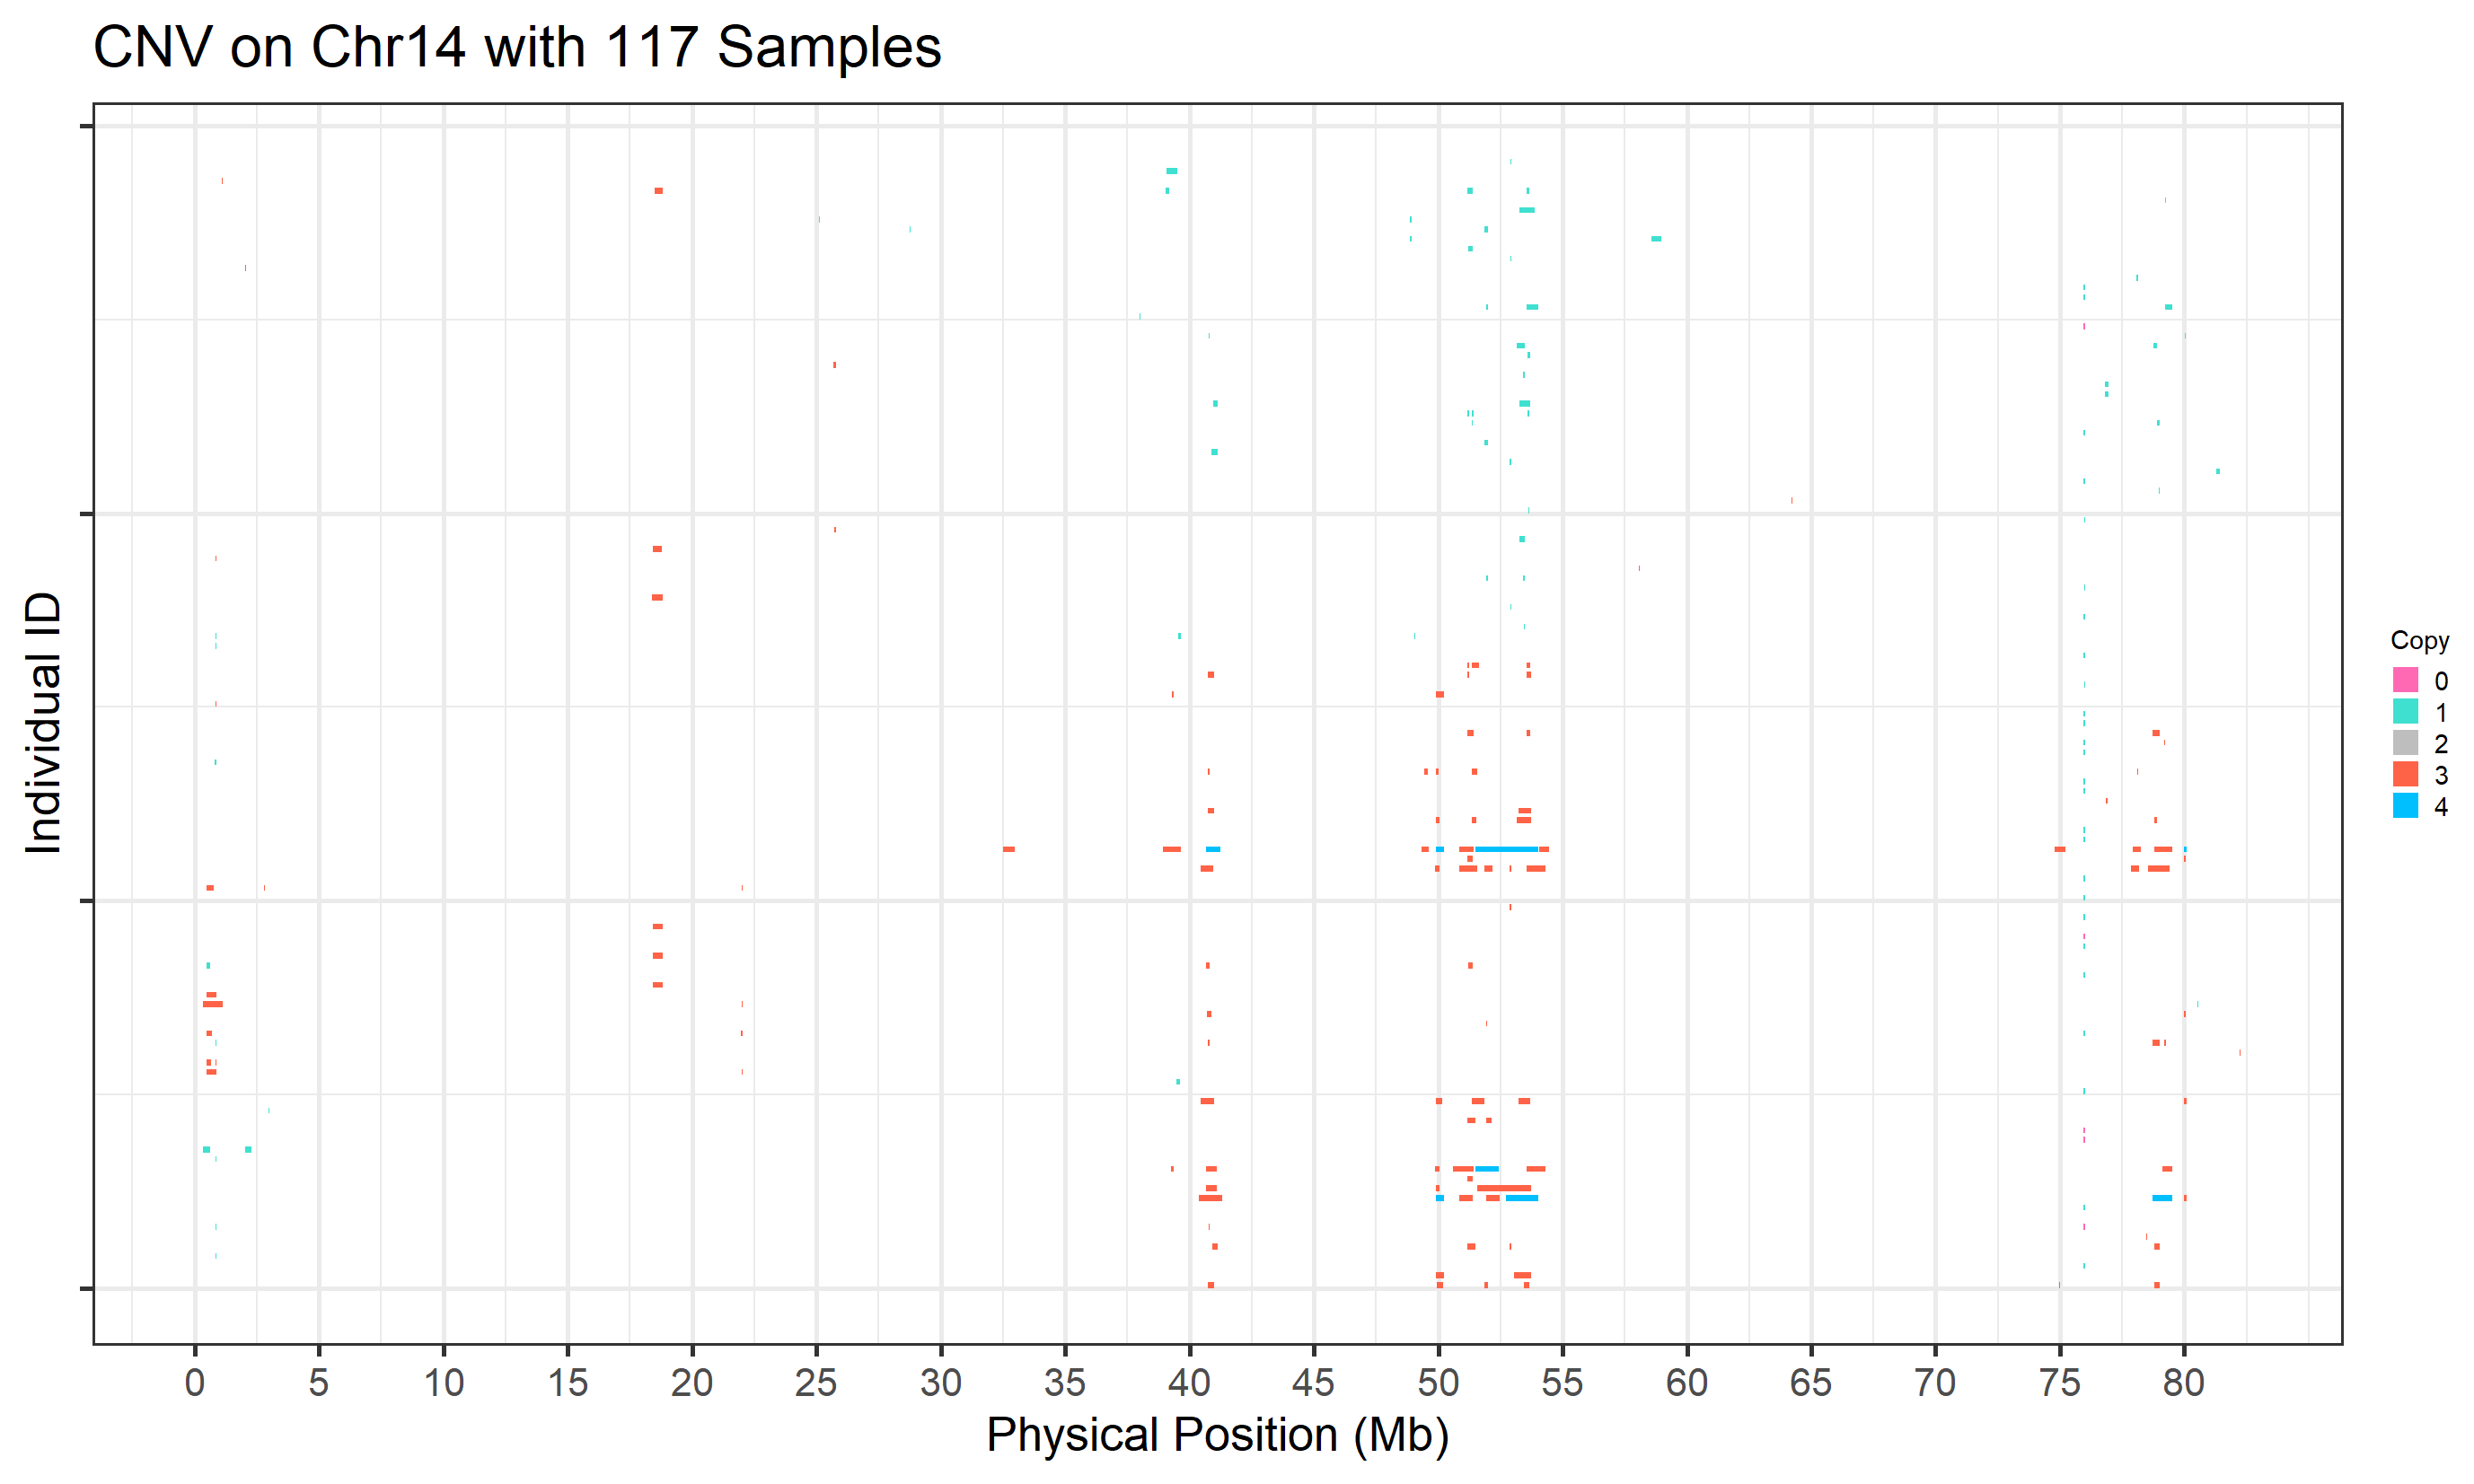 CNV on Chr14 with 117 Samples
Individual ID
Copy
0
1
2
3
4
0 5 10 15 20 25 30 35 40 45 50 55 60 65 70 75 80
Physical Position (Mb)